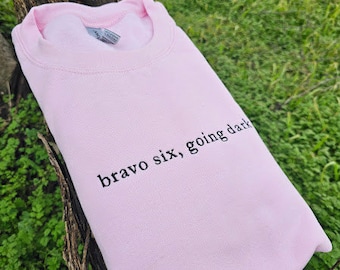 bravo six, going dark